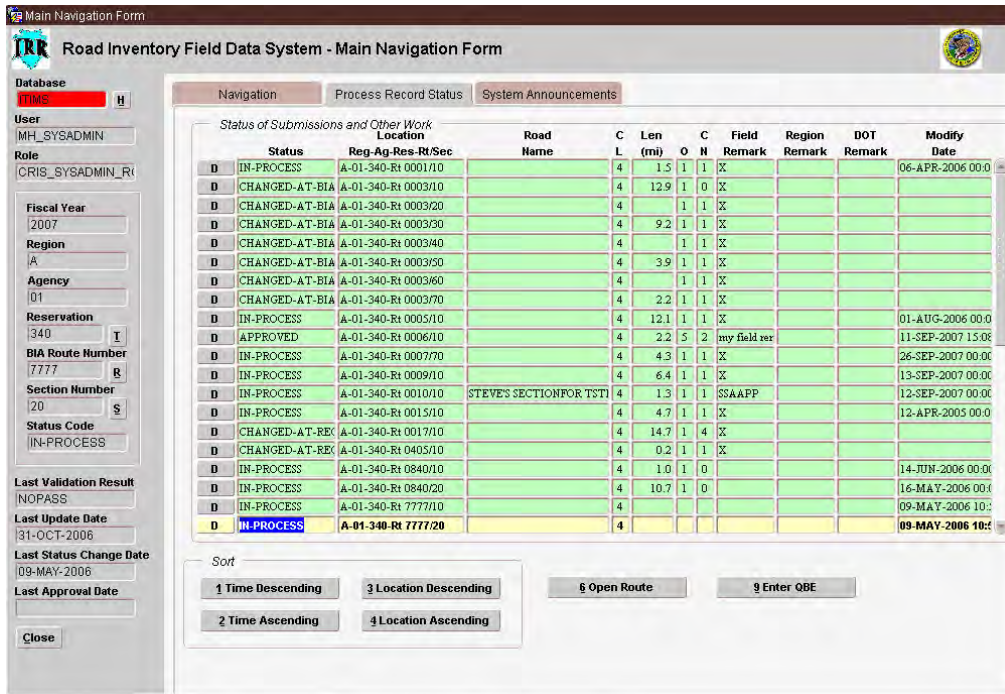 Main Navigation Form
IRR Road Inventory Field Data System - Main Navigation Form
Database
ITIMS H
User
MH_SYSADMIN
Role
CRIS_SYSADMIN_R
Fiscal Year
2007
Region
A
Agency
01
Reservation
340 T
BIA Route Number
7777 R
Section Number
20 S
Status Code
IN-PROCESS
Last Validation Result
NOPASS
Last Update Date
31-OCT-2006
Last Status Change Date
09-MAY-2006
Last Approval Date
Close
Navigation Process Record Status System Announcements
Status of Submissions and Other Work
Location Road C Len C Field Region DOT Modify
Status Reg-Ag-Res-Rt/Sec Name L (mi) O N Remark Remark Remark Date
D IN-PROCESS A-01-340-Rt 0001/10 4 1.5 1 1 X 06-APR-2006 00:0
D CHANGED-AT-BIA A-01-340-Rt 0003/10 4 12.9 1 0 X
D CHANGED-AT-BIA A-01-340-Rt 0003/20 4 1 1 X
D CHANGED-AT-BIA A-01-340-Rt 0003/30 4 9.2 1 1 X
D CHANGED-AT-BIA A-01-340-Rt 0003/40 4 1 1 X
D CHANGED-AT-BIA A-01-340-Rt 0003/50 4 3.9 1 1 X
D CHANGED-AT-BIA A-01-340-Rt 0003/60 4 1 1 X
D CHANGED-AT-BIA A-01-340-Rt 0003/70 4 2.2 1 1 X
D IN-PROCESS A-01-340-Rt 0005/10 4 12.1 1 1 X 01-AUG-2006 00:0
D APPROVED A-01-340-Rt 0006/10 4 2.2 5 2 my field rer 11-SEP-2007 15:08
D IN-PROCESS A-01-340-Rt 0007/70 4 4.3 1 1 X 26-SEP-2007 00:00
D IN-PROCESS A-01-340-Rt 0009/10 4 6.4 1 1 X 13-SEP-2007 00:00
D IN-PROCESS A-01-340-Rt 0010/10 STEVE'S SECTIONFOR TSTI 4 1.3 1 1 SSAAPP 12-SEP-2007 00:00
D IN-PROCESS A-01-340-Rt 0015/10 4 4.7 1 1 X 12-APR-2005 00:0
D CHANGED-AT-REG A-01-340-Rt 0017/10 4 14.7 1 4 X
D CHANGED-AT-REG A-01-340-Rt 0405/10 4 0.2 1 1 X
D IN-PROCESS A-01-340-Rt 0840/10 4 1.0 1 0 14-JUN-2006 00:00
D IN-PROCESS A-01-340-Rt 0840/20 4 10.7 1 0 16-MAY-2006 00:0
D IN-PROCESS A-01-340-Rt 7777/10 4 09-MAY-2006 10:
D IN-PROCESS A-01-340-Rt 7777/20 4 09-MAY-2006 10:5
Sort
1 Time Descending 3 Location Descending 6 Open Route 9 Enter QBE
2 Time Ascending 4 Location Ascending